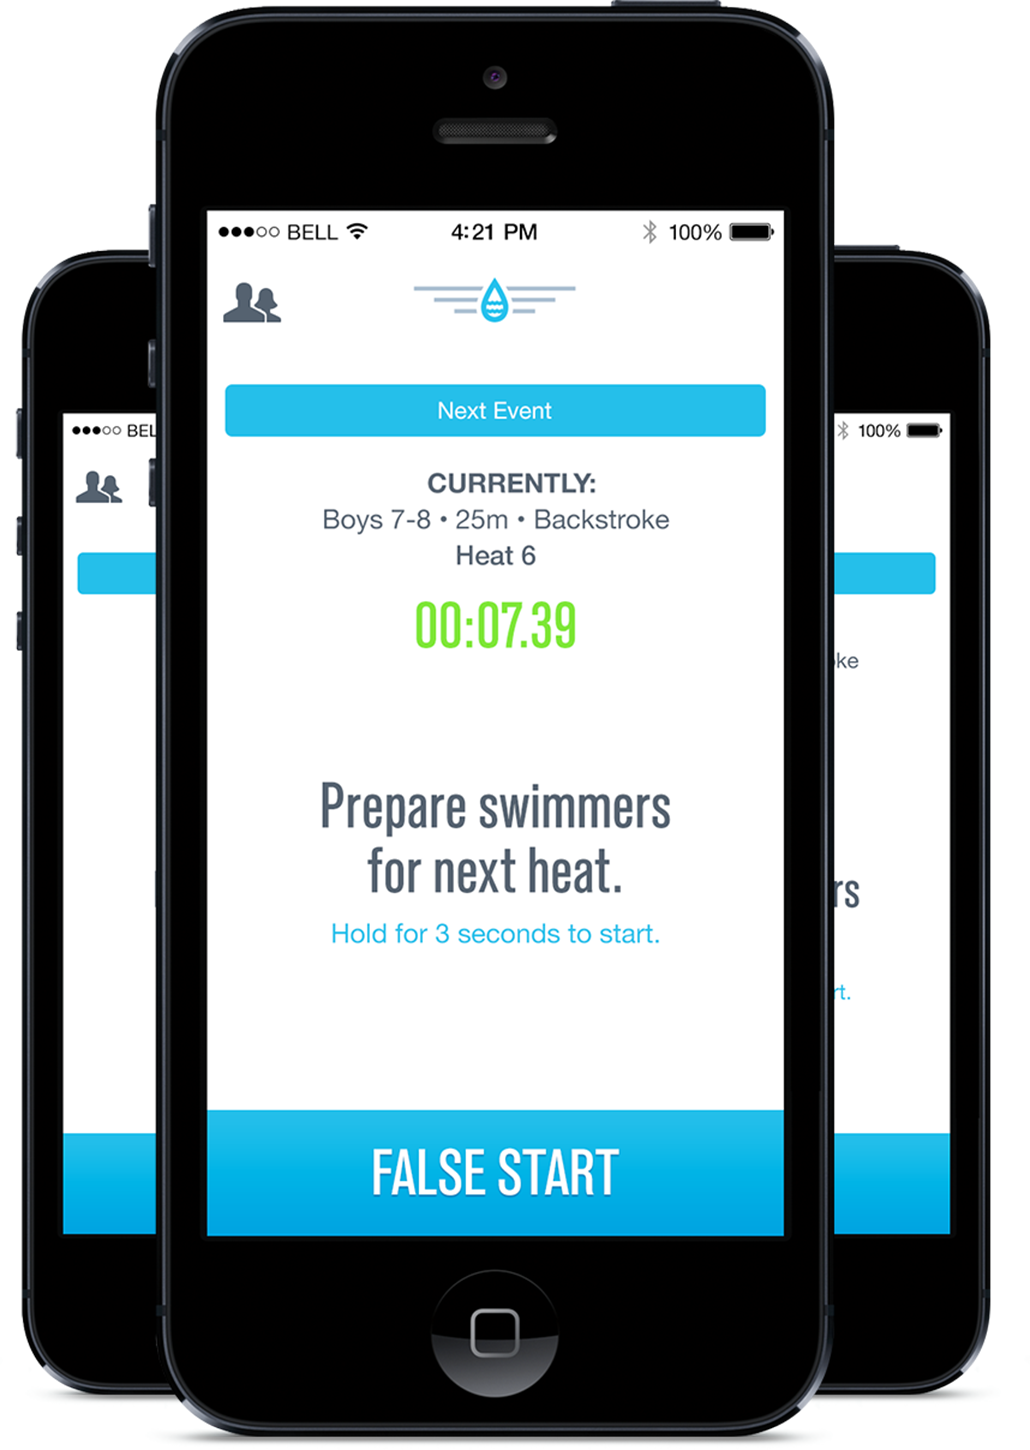 BELL 4:21 PM 100%
Next Event
CURRENTLY:
Boys 7-8 • 25m • Backstroke
Heat 6
00:07.39
Prepare swimmers
for next heat.
Hold for 3 seconds to start.
FALSE START
BEL
100%
ke
rs
rt.